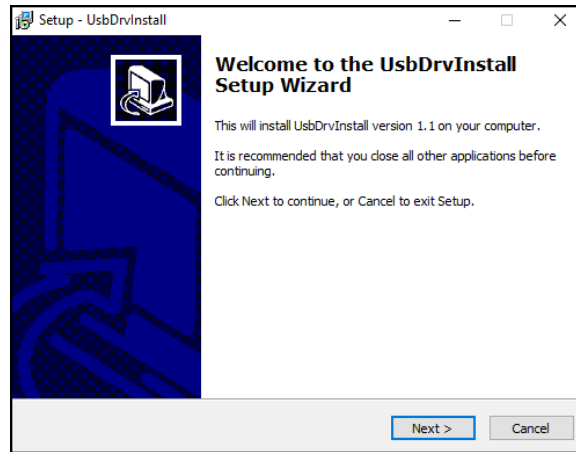 Setup - UsbDrvInstall
Welcome to the UsbDrvInstall
Setup Wizard
This will install UsbDrvInstall version 1.1 on your computer.
It is recommended that you close all other applications before
continuing.
Click Next to continue, or Cancel to exit Setup.
Next >
Cancel